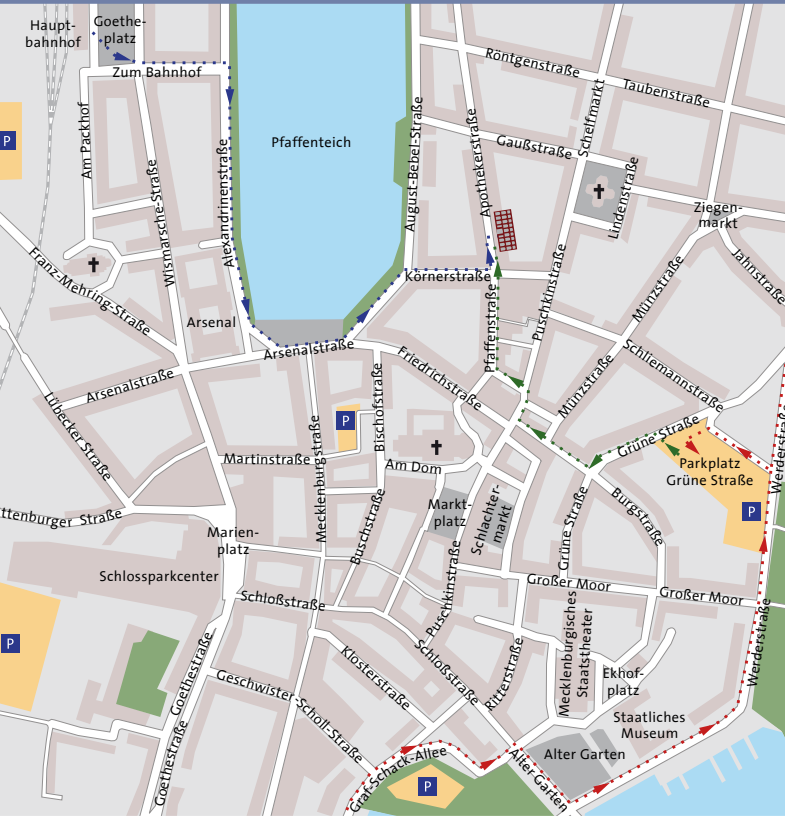 Haupt-
bahnhof
Goethe-
platz
Zum Bahnhof
Am Packhof
Wismarsche-Straße
Alexandrinenstraße
Pfaffenteich
August-Bebel-Straße
Apothekerstraße
Röntgenstraße
Taubenstraße
Schelfmarkt
Gaußstraße
Lindenstraße
Ziegen-
markt
Jahnstraße
P
Franz-Mehring-Straße
Arsenal
Körnerstraße
Puschkinstraße
Münzstraße
Pfaffenstraße
Arsenalstraße
Friedrichstraße
Schliemannstraße
Münzstraße
Arsenalstraße
Lübecker Straße
Bischofstraße
P
Mecklenburgstraße
Martinstraße
Am Dom
Grüne Straße
Parkplatz
Grüne Straße
P
Werderstraße
Markt-
platz
Schlachter-
markt
Grüne Straße
Burgstraße
ttenburger Straße
Marien-
platz
Buschstraße
Schlossparkcenter
Schloßstraße
Puschkinstraße
Großer Moor
Großer Moor
Mecklenburgisches
Staatstheater
Werderstraße
P
Goethestraße
Klosterstraße
Schloßstraße
Ritterstraße
Ekhof-
platz
Geschwister-Scholl-Straße
Staatliches
Museum
Goethestraße
Graf-Schack-Allee
Alter Garten
Alter Garten
P